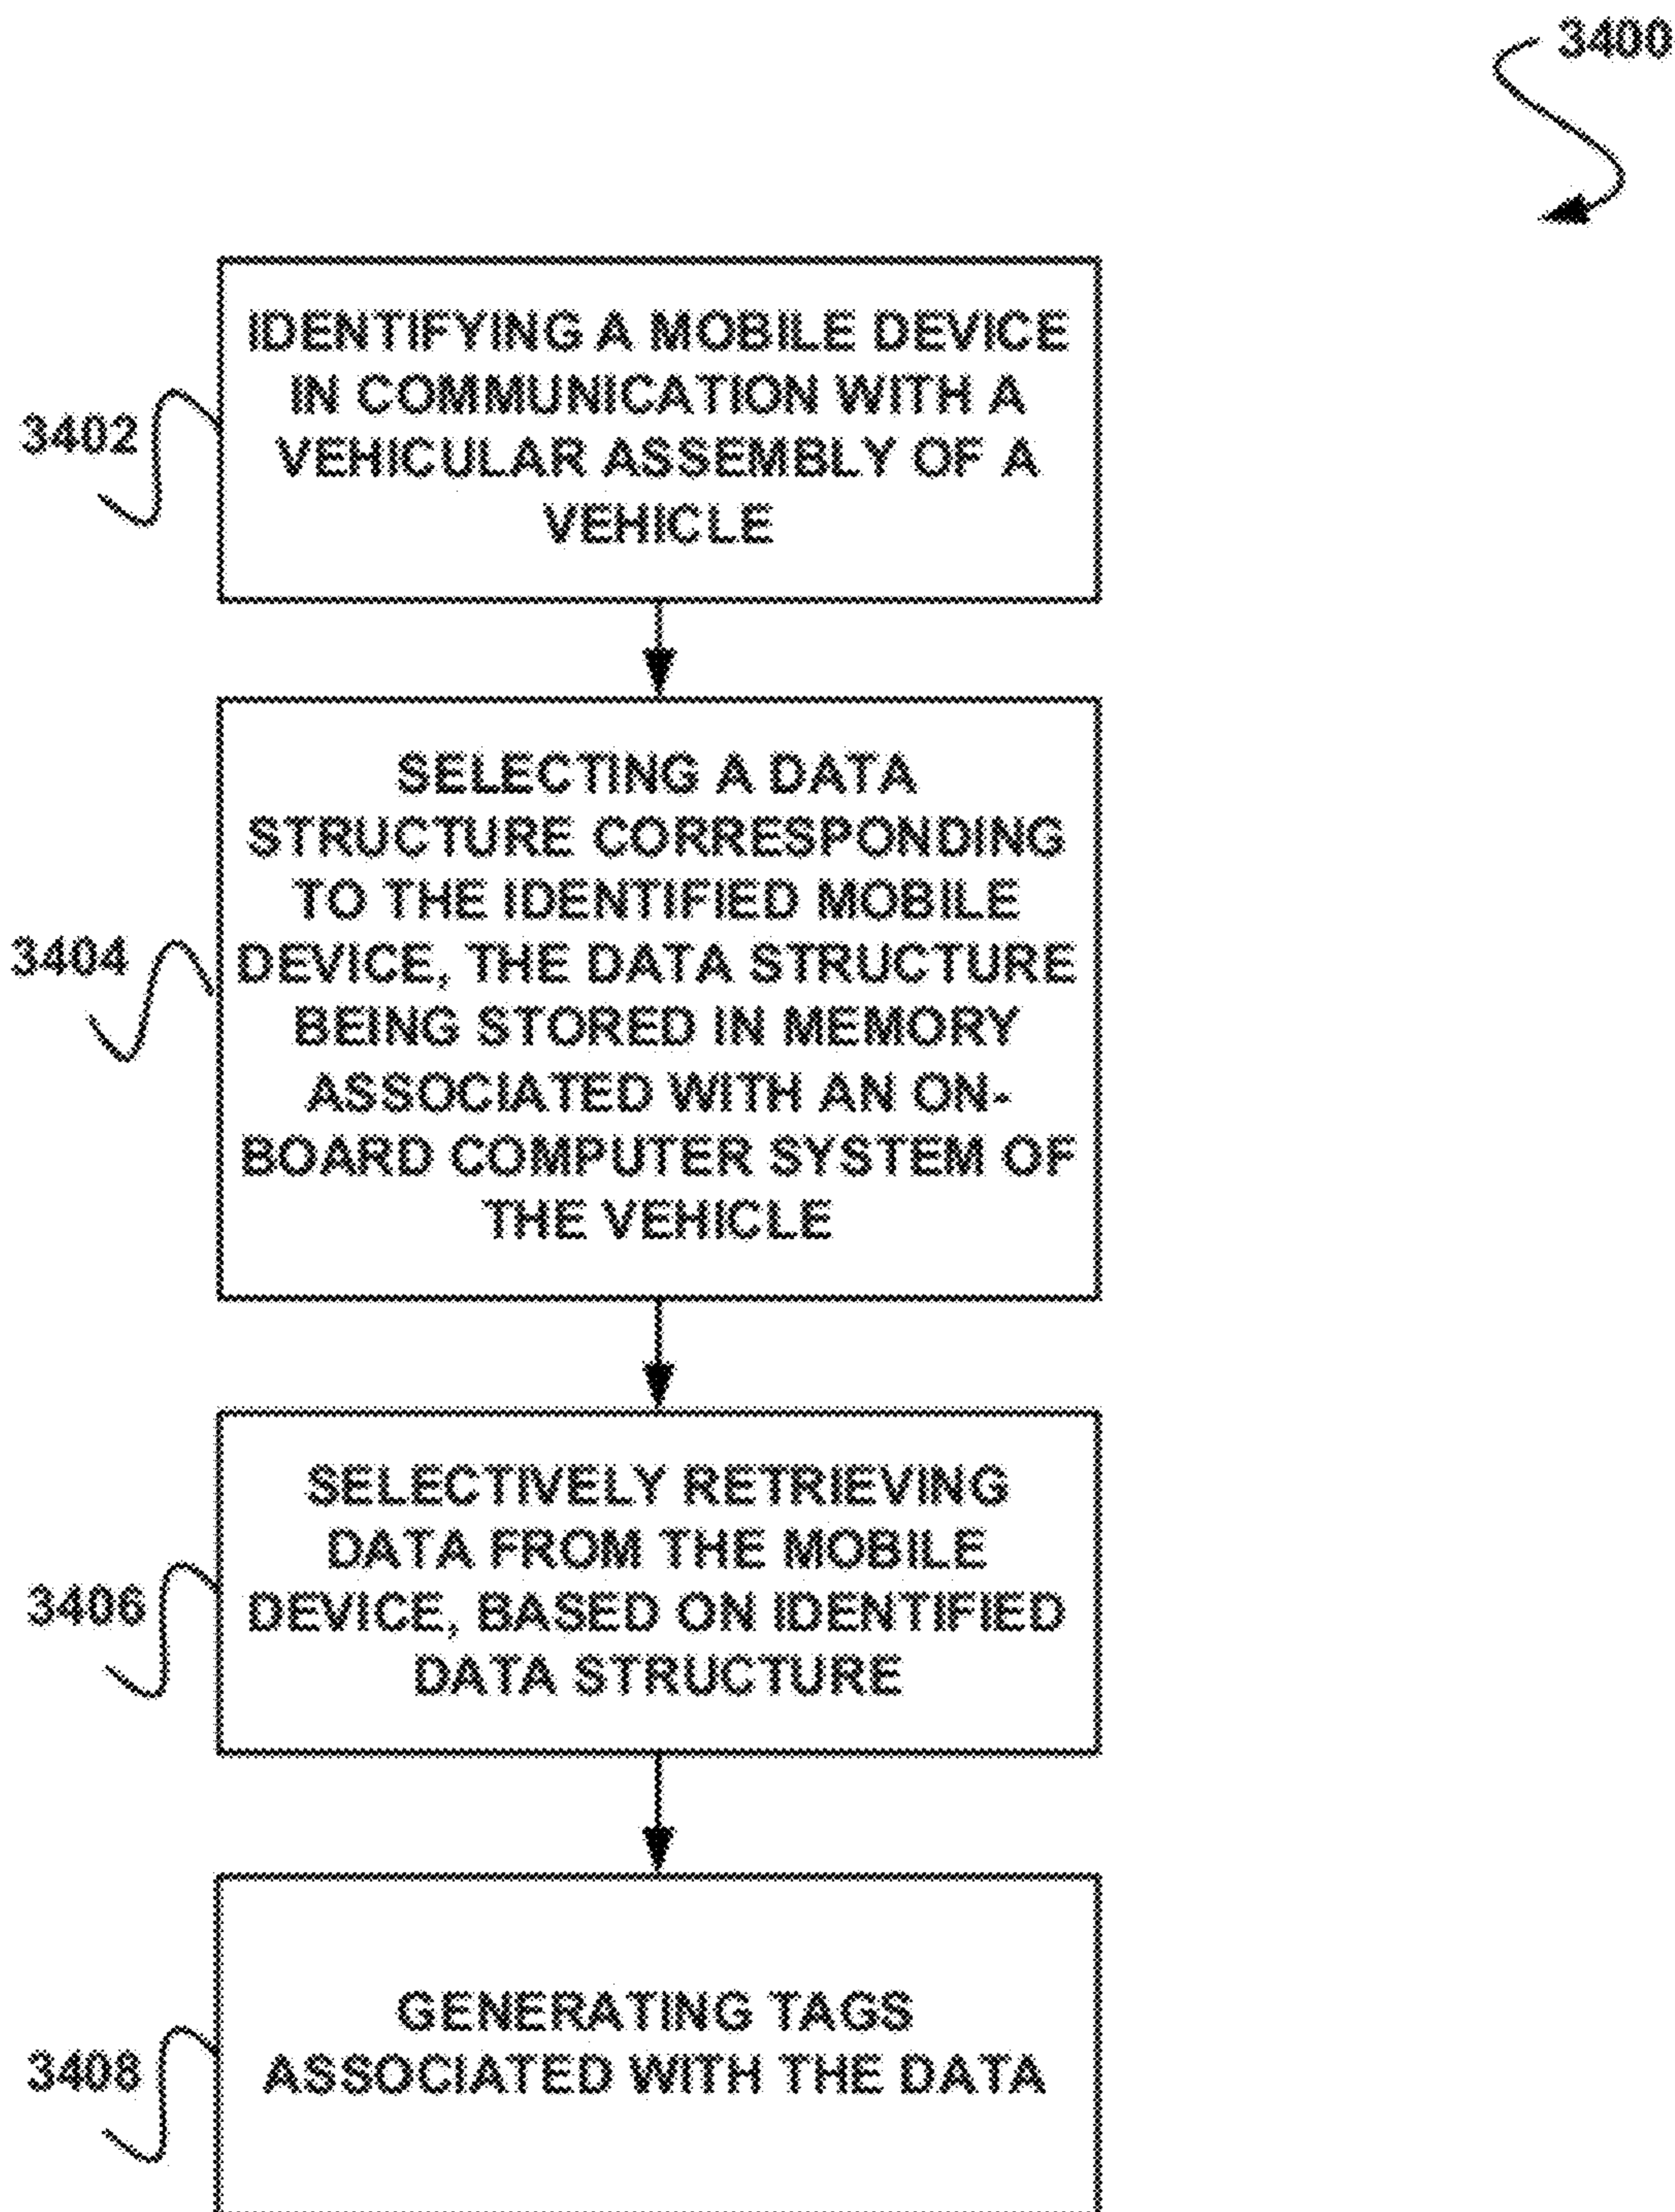 3400
IDENTIFYING A MOBILE DEVICE
IN COMMUNICATION WITH A
VEHICULAR ASSEMBLY OF A
VEHICLE
3402
SELECTING A DATA
STRUCTURE CORRESPONDING
TO THE IDENTIFIED MOBILE
DEVICE, THE DATA STRUCTURE
BEING STORED IN MEMORY
ASSOCIATED WITH AN ON-
BOARD COMPUTER SYSTEM OF
THE VEHICLE
3404
SELECTIVELY RETRIEVING
DATA FROM THE MOBILE
DEVICE, BASED ON IDENTIFIED
DATA STRUCTURE
3406
GENERATING TAGS
ASSOCIATED WITH THE DATA
3408